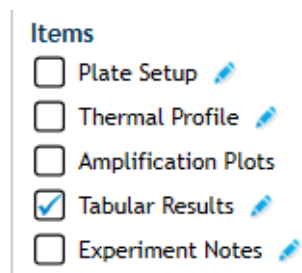 Items
Plate Setup
Thermal Profile
Amplification Plots
Tabular Results
Experiment Notes